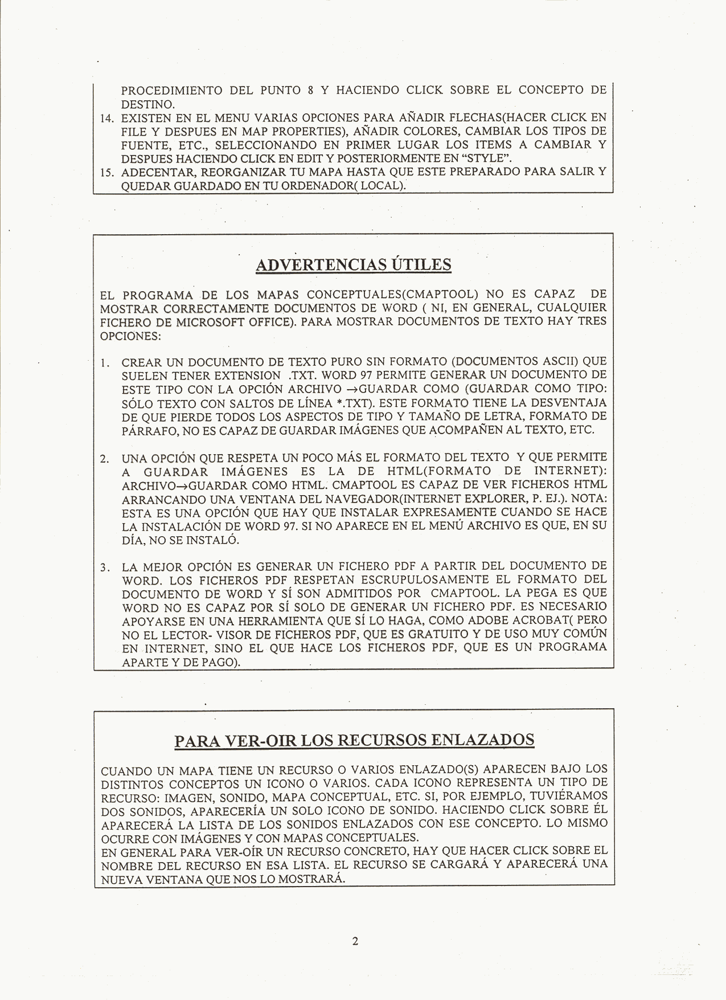 PROCEDIMIENTO DEL PUNTO 8 Y HACIENDO CLICK SOBRE EL CONCEPTO DE
DESTINO.
14. EXISTEN EN EL MENU VARIAS OPCIONES PARA AÑADIR FLECHAS(HACER CLICK EN
FILE Y DESPUES EN MAP PROPERTIES), AÑADIR COLORES, CAMBIAR LOS TIPOS DE
FUENTE, ETC., SELECCIONANDO EN PRIMER LUGAR LOS ITEMS A CAMBIAR Y
DESPUES HACIENDO CLICK EN EDIT Y POSTERIORMENTE EN “STYLE”.
15. ADECENTAR, REORGANIZAR TU MAPA HASTA QUE ESTE PREPARADO PARA SALIR Y
QUEDAR GUARDADO EN TU ORDENADOR( LOCAL).
ADVERTENCIAS ÚTILES
EL PROGRAMA DE LOS MAPAS CONCEPTUALES(CMAPTOOL) NO ES CAPAZ DE
MOSTRAR CORRECTAMENTE DOCUMENTOS DE WORD ( NI, EN GENERAL, CUALQUIER
FICHERO DE MICROSOFT OFFICE). PARA MOSTRAR DOCUMENTOS DE TEXTO HAY TRES
OPCIONES:
1. CREAR UN DOCUMENTO DE TEXTO PURO SIN FORMATO (DOCUMENTOS ASCII) QUE
SUELEN TENER EXTENSION .TXT. WORD 97 PERMITE GENERAR UN DOCUMENTO DE
ESTE TIPO CON LA OPCIÓN ARCHIVO →GUARDAR COMO (GUARDAR COMO TIPO:
SÓLO TEXTO CON SALTOS DE LÍNEA *.TXT). ESTE FORMATO TIENE LA DESVENTAJA
DE QUE PIERDE TODOS LOS ASPECTOS DE TIPO Y TAMAÑO DE LETRA, FORMATO DE
PÁRRAFO, NO ES CAPAZ DE GUARDAR IMÁGENES QUE ACOMPAÑEN AL TEXTO, ETC.
2. UNA OPCIÓN QUE RESPETA UN POCO MÁS EL FORMATO DEL TEXTO Y QUE PERMITE
A GUARDAR IMÁGENES ES LA DE HTML(FORMATO DE INTERNET):
ARCHIVO→GUARDAR COMO HTML. CMAPTOOL ES CAPAZ DE VER FICHEROS HTML
ARRANCANDO UNA VENTANA DEL NAVEGADOR(INTERNET EXPLORER, P. EJ.). NOTA:
ESTA ES UNA OPCIÓN QUE HAY QUE INSTALAR EXPRESAMENTE CUANDO SE HACE
LA INSTALACIÓN DE WORD 97. SI NO APARECE EN EL MENÚ ARCHIVO ES QUE, EN SU
DÍA, NO SE INSTALÓ.
3. LA MEJOR OPCIÓN ES GENERAR UN FICHERO PDF A PARTIR DEL DOCUMENTO DE
WORD. LOS FICHEROS PDF RESPETAN ESCRUPULOSAMENTE EL FORMATO DEL
DOCUMENTO DE WORD Y SÍ SON ADMITIDOS POR CMAPTOOL. LA PEGA ES QUE
WORD NO ES CAPAZ POR SÍ SOLO DE GENERAR UN FICHERO PDF. ES NECESARIO
APOYARSE EN UNA HERRAMIENTA QUE SÍ LO HAGA, COMO ADOBE ACROBAT( PERO
NO EL LECTOR- VISOR DE FICHEROS PDF, QUE ES GRATUITO Y DE USO MUY COMÚN
EN INTERNET, SINO EL QUE HACE LOS FICHEROS PDF, QUE ES UN PROGRAMA
APARTE Y DE PAGO).
PARA VER-OIR LOS RECURSOS ENLAZADOS
CUANDO UN MAPA TIENE UN RECURSO O VARIOS ENLAZADO(S) APARECEN BAJO LOS
DISTINTOS CONCEPTOS UN ICONO O VARIOS. CADA ICONO REPRESENTA UN TIPO DE
RECURSO: IMAGEN, SONIDO, MAPA CONCEPTUAL, ETC. SI, POR EJEMPLO, TUVIÉRAMOS
DOS SONIDOS, APARECERÍA UN SOLO ICONO DE SONIDO. HACIENDO CLICK SOBRE ÉL
APARECERÁ LA LISTA DE LOS SONIDOS ENLAZADOS CON ESE CONCEPTO. LO MISMO
OCURRE CON IMÁGENES Y CON MAPAS CONCEPTUALES.
EN GENERAL PARA VER-OÍR UN RECURSO CONCRETO, HAY QUE HACER CLICK SOBRE EL
NOMBRE DEL RECURSO EN ESA LISTA. EL RECURSO SE CARGARÁ Y APARECERÁ UNA
NUEVA VENTANA QUE NOS LO MOSTRARÁ.
2